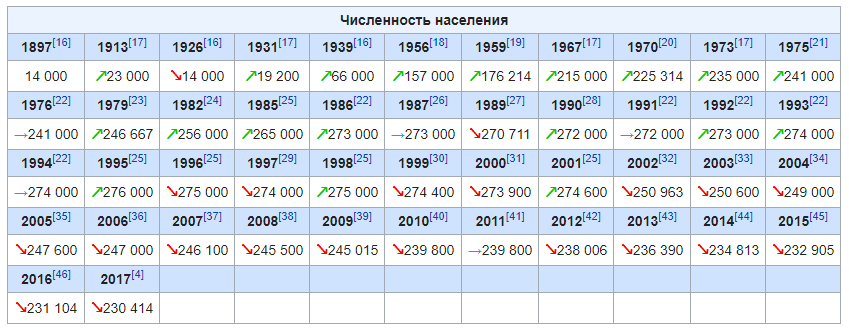 Численность населения
1897[16] 1913[17] 1926[16] 1931[17] 1939[16] 1956[18] 1959[19] 1967[17] 1970[20] 1973[17] 1975[21]
14 000 ↗23 000 ↘14 000 ↗19 200 ↗66 000 ↗157 000 ↗176 214 ↗215 000 ↗225 314 ↗235 000 ↗241 000
1976[22] 1979[23] 1982[24] 1985[25] 1986[22] 1987[26] 1989[27] 1990[28] 1991[22] 1992[22] 1993[22]
→241 000 ↗246 667 ↗256 000 ↗265 000 ↗273 000 →273 000 ↘270 711 ↗272 000 →272 000 ↗273 000 ↗274 000
1994[22] 1995[25] 1996[25] 1997[29] 1998[25] 1999[30] 2000[31] 2001[25] 2002[32] 2003[33] 2004[34]
→274 000 ↗276 000 ↘275 000 ↘274 000 ↗275 000 ↘274 400 ↘273 900 ↗274 600 ↘250 963 ↘250 600 ↘249 000
2005[35] 2006[36] 2007[37] 2008[38] 2009[39] 2010[40] 2011[41] 2012[42] 2013[43] 2014[44] 2015[45]
↘247 600 ↘247 000 ↘246 100 ↘245 500 ↘245 015 ↘239 800 →239 800 ↘238 006 ↘236 390 ↘234 813 ↘232 905
2016[46] 2017[4]
↘231 104 ↘230 414